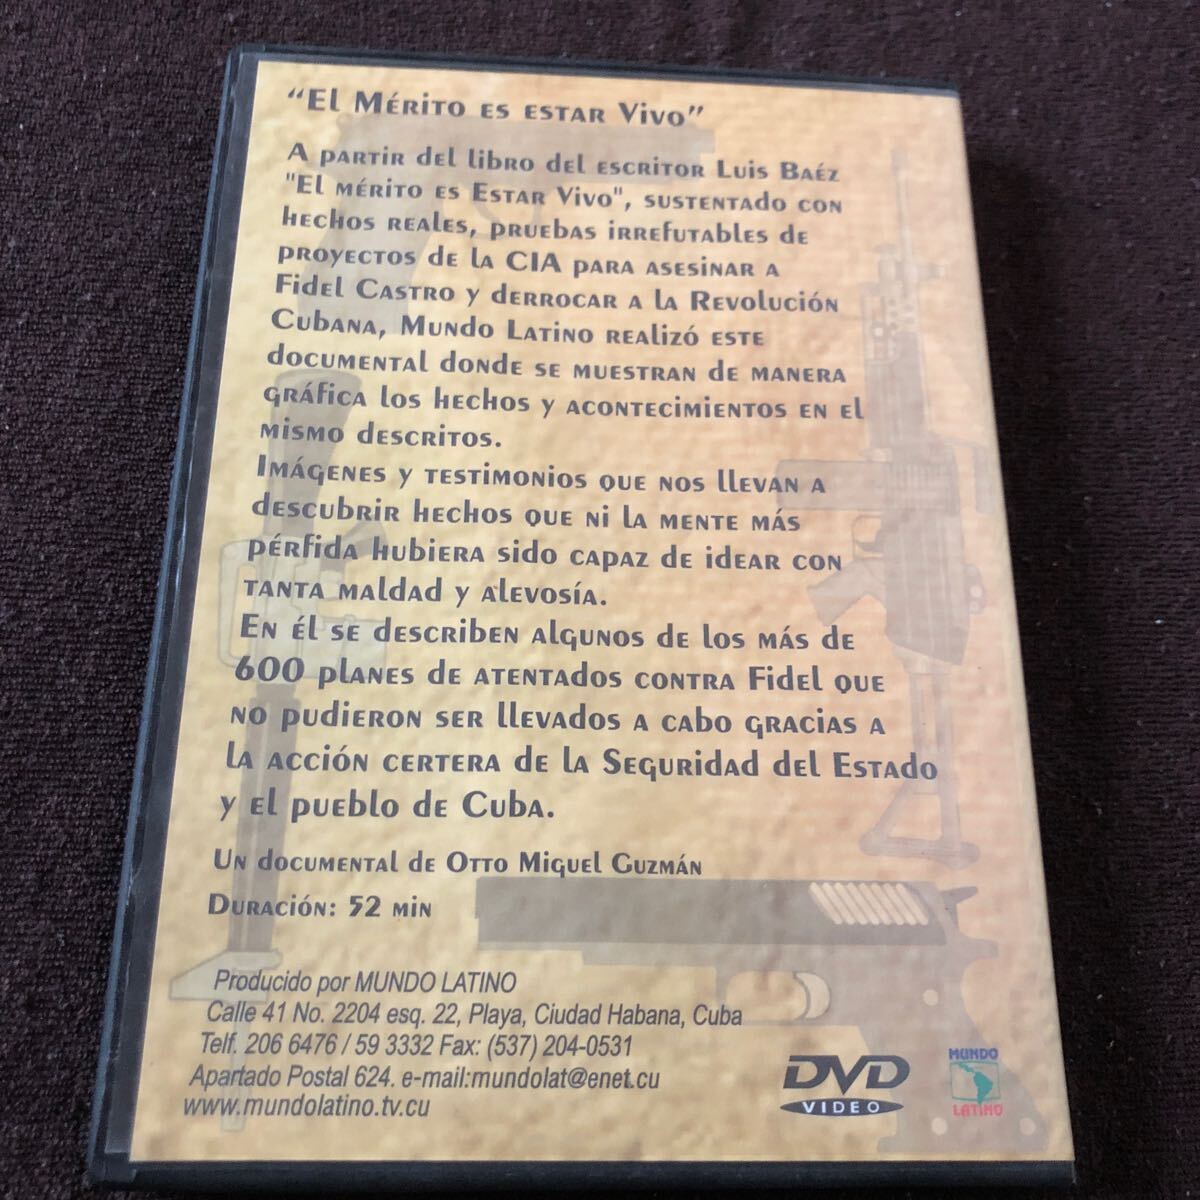 "El Mérito es estar Vivo"
A partir del libro del escritor Luis Baéz
"El mérito es Estar Vivo", sustentado con
hechos reales, pruebas irrefutables de
proyectos de la CIA para asesinar a
Fidel Castro y derrocar a la Revolución
Cubana, Mundo Latino realizó este
documental donde se muestran de manera
gráfica los hechos y acontecimientos en el
mismo descritos.
Imágenes y testimonios que nos llevan a
descubrir hechos que ni la mente más
pérfida hubiera sido capaz de idear con
tanta maldad y alevosía.
En él se describen algunos de los más de
600 planes de atentados contra Fidel que
no pudieron ser llevados a cabo gracias a
la acción certera de la Seguridad del Estado
y el pueblo de Cuba.
Un documental de Otto Miguel Guzmán
Duración: 52 min
Producido por MUNDO LATINO
Calle 41 No. 2204 esq. 22, Playa, Ciudad Habana, Cuba
Telf. 206 6476 / 59 3332 Fax: (537) 204-0531
Apartado Postal 624. e-mail:mundolat@enet.cu
www.mundolatino.tv.cu
DVD
VIDEO
MUNDO
LATINO